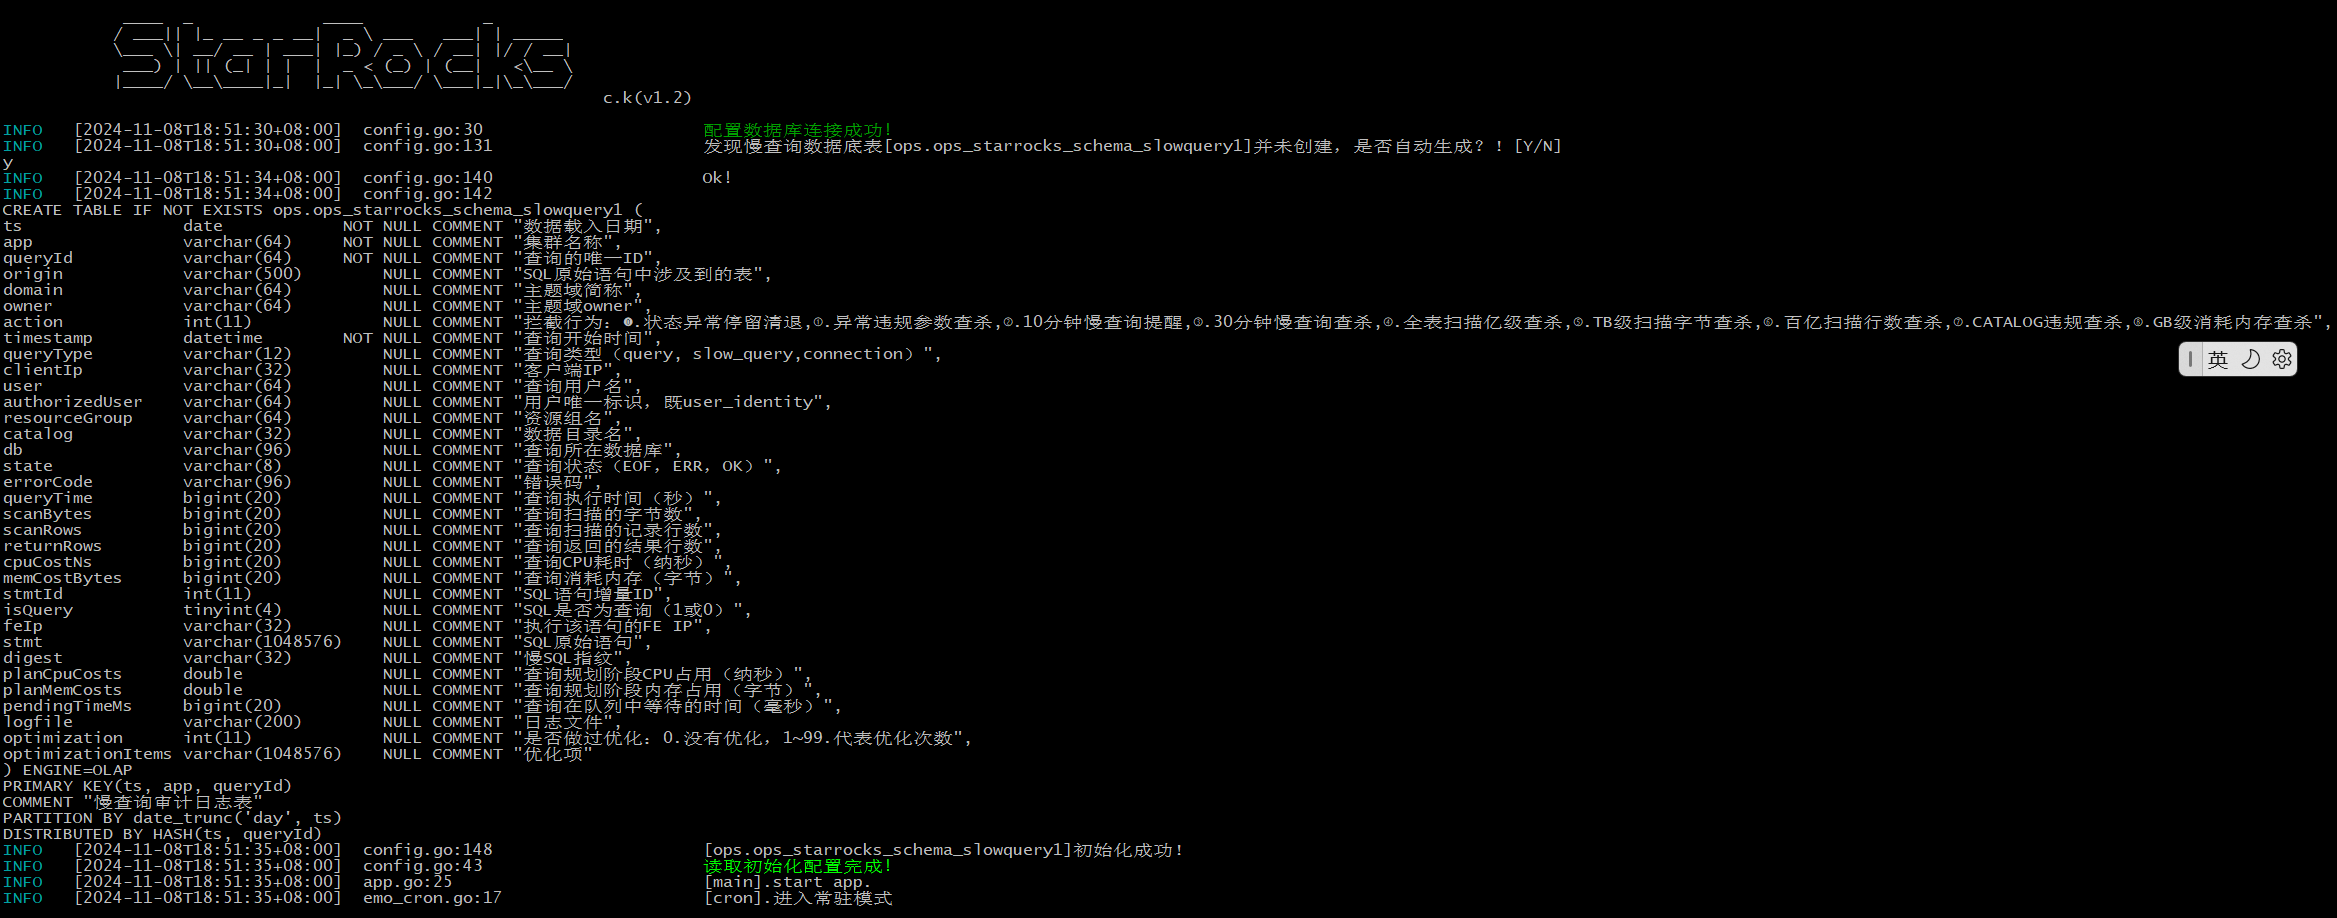 StarRocks
c.k(v1.2)
INFO [2024-11-08T18:51:30+08:00] config.go:30 配置数据库连接成功!
INFO [2024-11-08T18:51:30+08:00] config.go:131 发现慢查询数据底表[ops.ops_starrocks_schema_slowquery1]并未创建，是否自动生成？！[Y/N]
y
INFO [2024-11-08T18:51:34+08:00] config.go:140 Ok!
INFO [2024-11-08T18:51:34+08:00] config.go:142
CREATE TABLE IF NOT EXISTS ops.ops_starrocks_schema_slowquery1 (
ts date NOT NULL COMMENT "数据载入日期",
app varchar(64) NOT NULL COMMENT "集群名称",
queryId varchar(64) NOT NULL COMMENT "查询的唯一ID",
origin varchar(500) NULL COMMENT "SQL原始语句中涉及到的表",
domain varchar(64) NULL COMMENT "主题域简称",
owner varchar(64) NULL COMMENT "主题域owner",
action int(11) NULL COMMENT "拦截行为：⓿.状态异常停留清退,①.异常违规参数查杀,②.10分钟慢查询提醒,③.30分钟慢查询查杀,④.全表扫描亿级查杀,⑤.TB级扫描字节查杀,⑥.百亿扫描行数查杀,⑦.CATALOG违规查杀,⑧.GB级消耗内存查杀",
timestamp datetime NOT NULL COMMENT "查询开始时间",
queryType varchar(12) NULL COMMENT "查询类型（query, slow_query,connection）",
clientIp varchar(32) NULL COMMENT "客户端IP",
user varchar(64) NULL COMMENT "查询用户名",
authorizedUser varchar(64) NULL COMMENT "用户唯一标识，既user_identity",
resourceGroup varchar(64) NULL COMMENT "资源组名",
catalog varchar(32) NULL COMMENT "数据目录名",
db varchar(96) NULL COMMENT "查询所在数据库",
state varchar(8) NULL COMMENT "查询状态（EOF，ERR，OK）",
errorCode varchar(96) NULL COMMENT "错误码",
queryTime bigint(20) NULL COMMENT "查询执行时间（秒）",
scanBytes bigint(20) NULL COMMENT "查询扫描的字节数",
scanRows bigint(20) NULL COMMENT "查询扫描的记录行数",
returnRows bigint(20) NULL COMMENT "查询返回的结果行数",
cpuCostNs bigint(20) NULL COMMENT "查询CPU耗时（纳秒）",
memCostBytes bigint(20) NULL COMMENT "查询消耗内存（字节）",
stmtId int(11) NULL COMMENT "SQL语句增量ID",
isQuery tinyint(4) NULL COMMENT "SQL是否为查询（1或0）",
feIp varchar(32) NULL COMMENT "执行该语句的FE IP",
stmt varchar(1048576) NULL COMMENT "SQL原始语句",
digest varchar(32) NULL COMMENT "慢SQL指纹",
planCpuCosts double NULL COMMENT "查询规划阶段CPU占用（纳秒）",
planMemCosts double NULL COMMENT "查询规划阶段内存占用（字节）",
pendingTimeMs bigint(20) NULL COMMENT "查询在队列中等待的时间（毫秒）",
logfile varchar(200) NULL COMMENT "日志文件",
optimization int(11) NULL COMMENT "是否做过优化：0.没有优化，1~99.代表优化次数",
optimizationItems varchar(1048576) NULL COMMENT "优化项"
) ENGINE=OLAP
PRIMARY KEY(ts, app, queryId)
COMMENT "慢查询审计日志表"
PARTITION BY date_trunc('day', ts)
DISTRIBUTED BY HASH(ts, queryId)
INFO [2024-11-08T18:51:35+08:00] config.go:148 [ops.ops_starrocks_schema_slowquery1]初始化成功！
INFO [2024-11-08T18:51:35+08:00] config.go:43 读取初始化配置完成!
INFO [2024-11-08T18:51:35+08:00] app.go:25 [main].start app.
INFO [2024-11-08T18:51:35+08:00] emo_cron.go:17 [cron].进入常驻模式
英